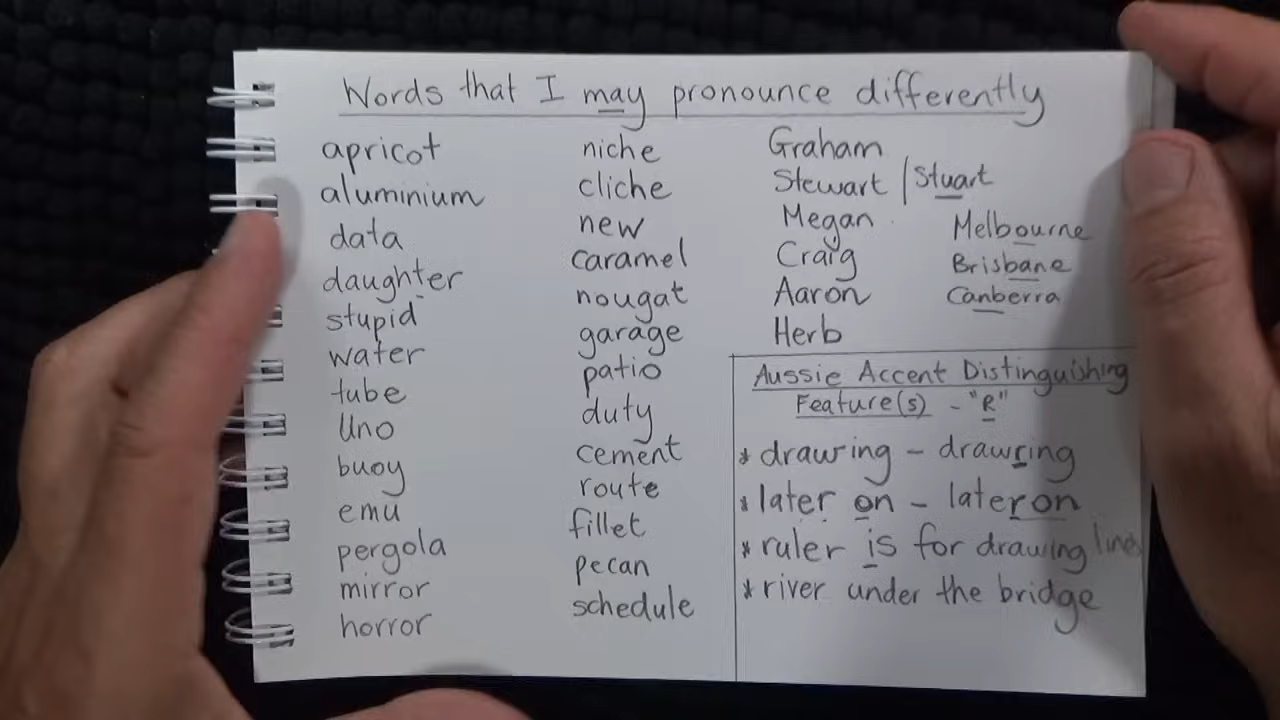 Words that I may pronounce differently
apricot
aluminium
data
daughter
stupid
water
tube
Uno
buoy
emu
pergola
mirror
horror
niche
cliche
new
caramel
nougat
garage
patio
duty
cement
route
fillet
pecan
schedule
Graham
Stewart / Stuart
Megan
Craig
Aaron
Herb
Melbourne
Brisbane
Canberra
Aussie Accent Distinguishing
Feature(s) - "R"
* drawing - drawring
* later on - lateron
* ruler is for drawing lines
* river under the bridge